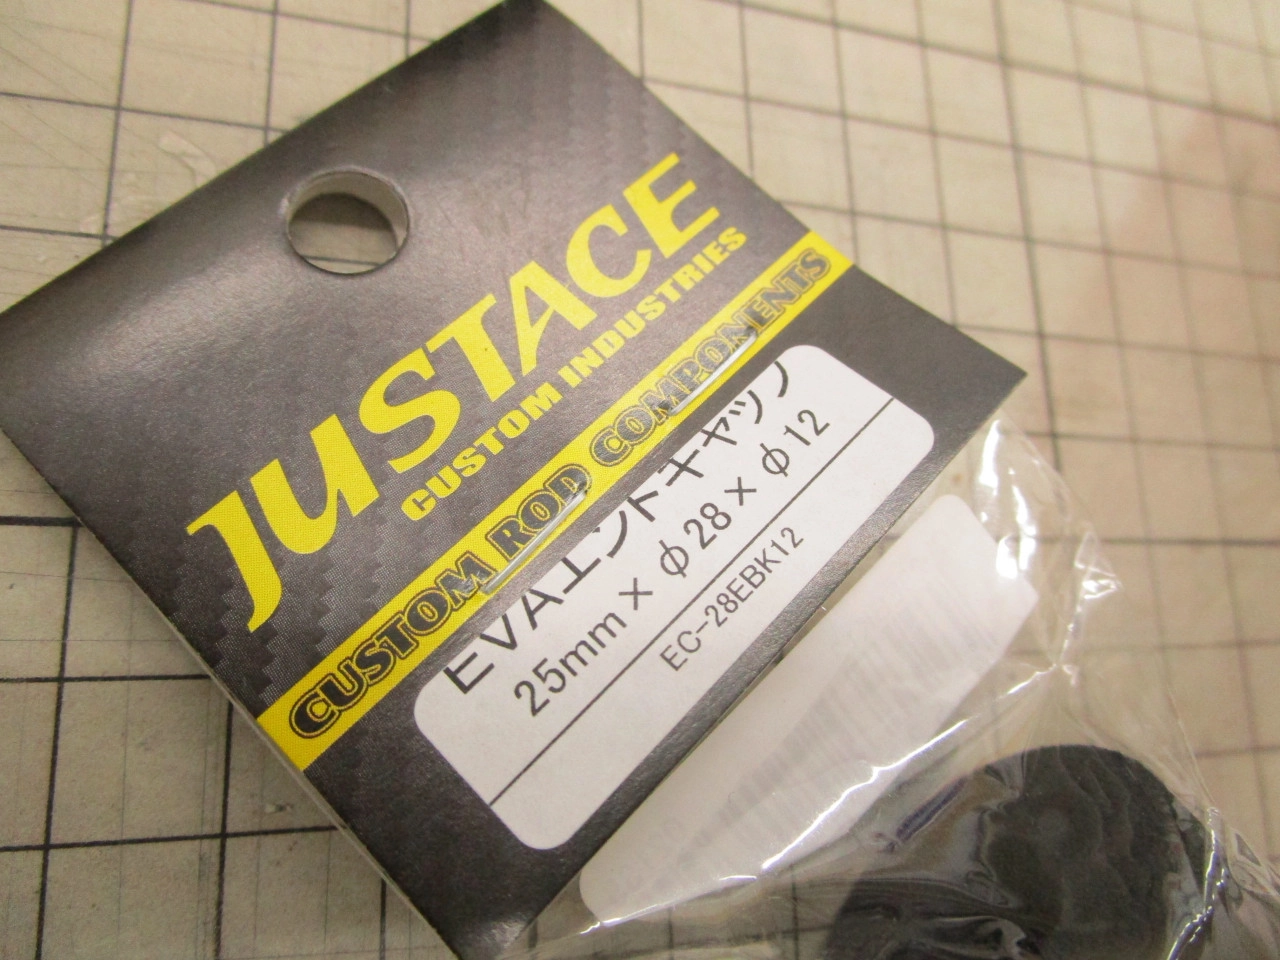 JUSTACE
CUSTOM INDUSTRIES
CUSTOM ROD COMPONENTS
EVAエンドキャップ
25mm × φ28 × φ12
EC-28EBK12